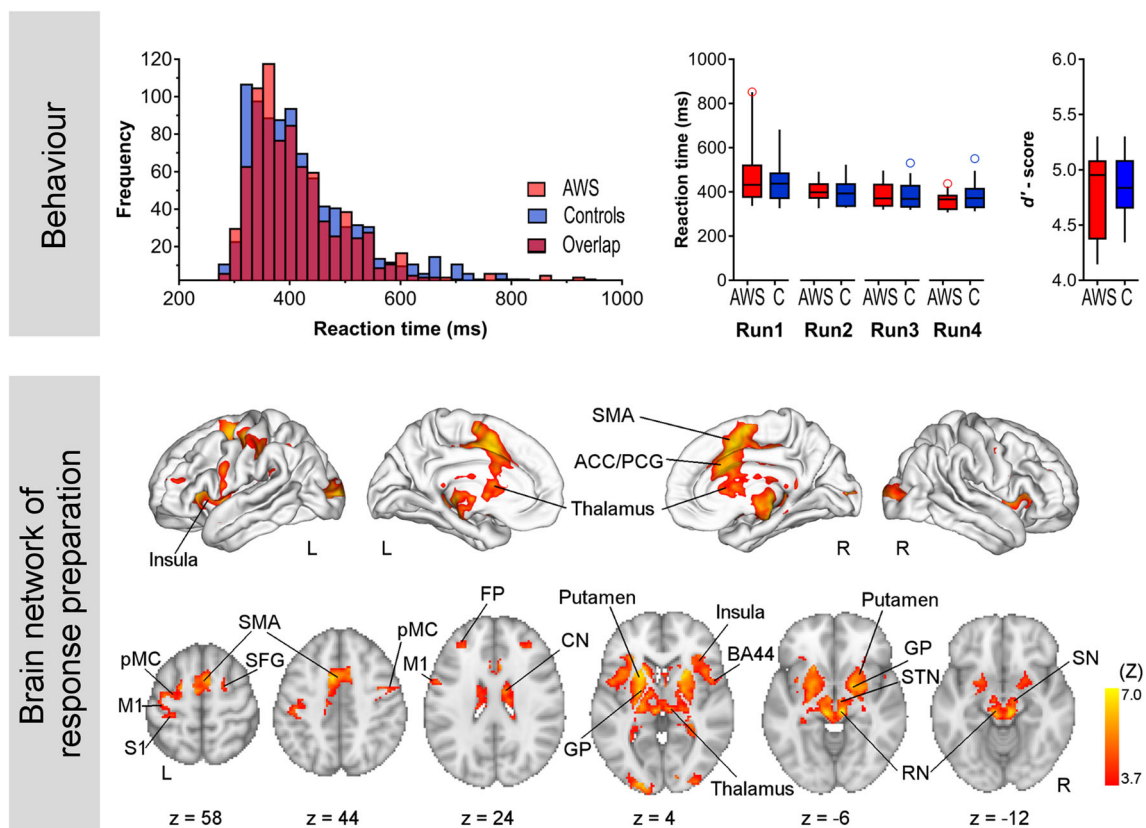 Behaviour
120
100
80
60
40
20
Frequency
AWS
Controls
Overlap
200 400 600 800 1000
Reaction time (ms)
1000
800
600
400
200
0
Reaction time (ms)
AWS C AWS C AWS C AWS C
Run1 Run2 Run3 Run4
6.0
5.5
5.0
4.5
4.0
d' - score
AWS C
Brain network of
response preparation
SMA
ACC/PCG
Thalamus
Insula
L L R R
FP Putamen Insula Putamen
SMA
pMC SFG pMC CN BA44 GP
M1 M1 STN SN
S1 GP RN
Thalamus
L R
(Z)
7.0
3.7
z = 58 z = 44 z = 24 z = 4 z = -6 z = -12